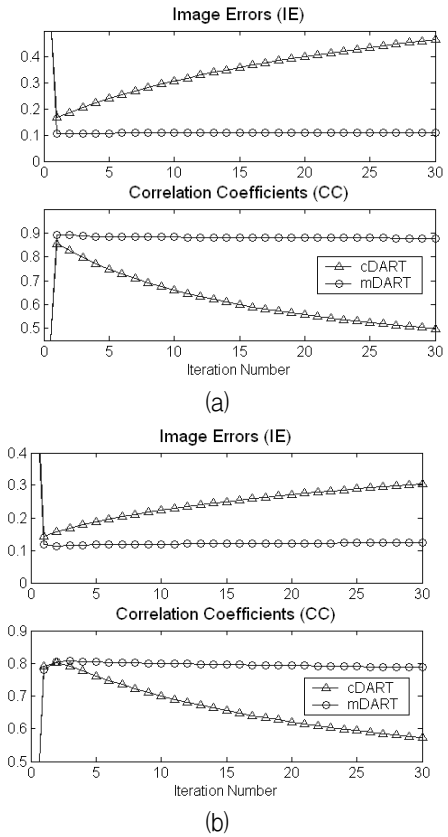 Image Errors (IE)
0.4
0.3
0.2
0.1
0
0 5 10 15 20 25 30
Correlation Coefficients (CC)
0.9
0.8
0.7
0.6
0.5
cDART
mDART
0 5 10 15 20 25 30
Iteration Number
(a)
Image Errors (IE)
0.4
0.3
0.2
0.1
0
0 5 10 15 20 25 30
Correlation Coefficients (CC)
0.9
0.8
0.7
0.6
0.5
cDART
mDART
0 5 10 15 20 25 30
Iteration Number
(b)